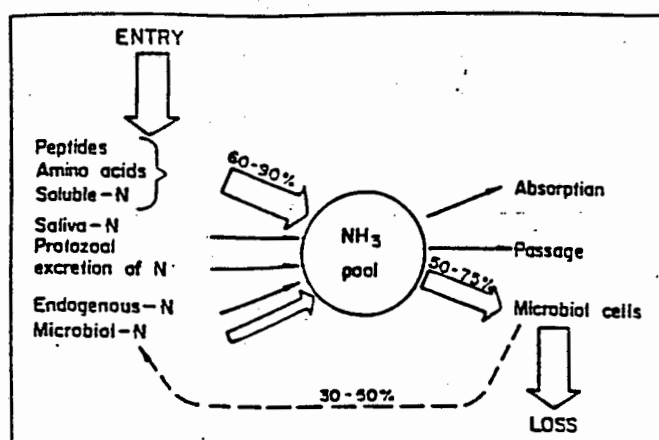 ENTRY
Peptides
Amino acids
Soluble-N
60-90%
Saliva-N
Protozoal
excretion of N
Endogenous-N
Microbiol-N
NH3
pool
Absorption
Passage
50-75%
Microbiol cells
30-50%
LOSS